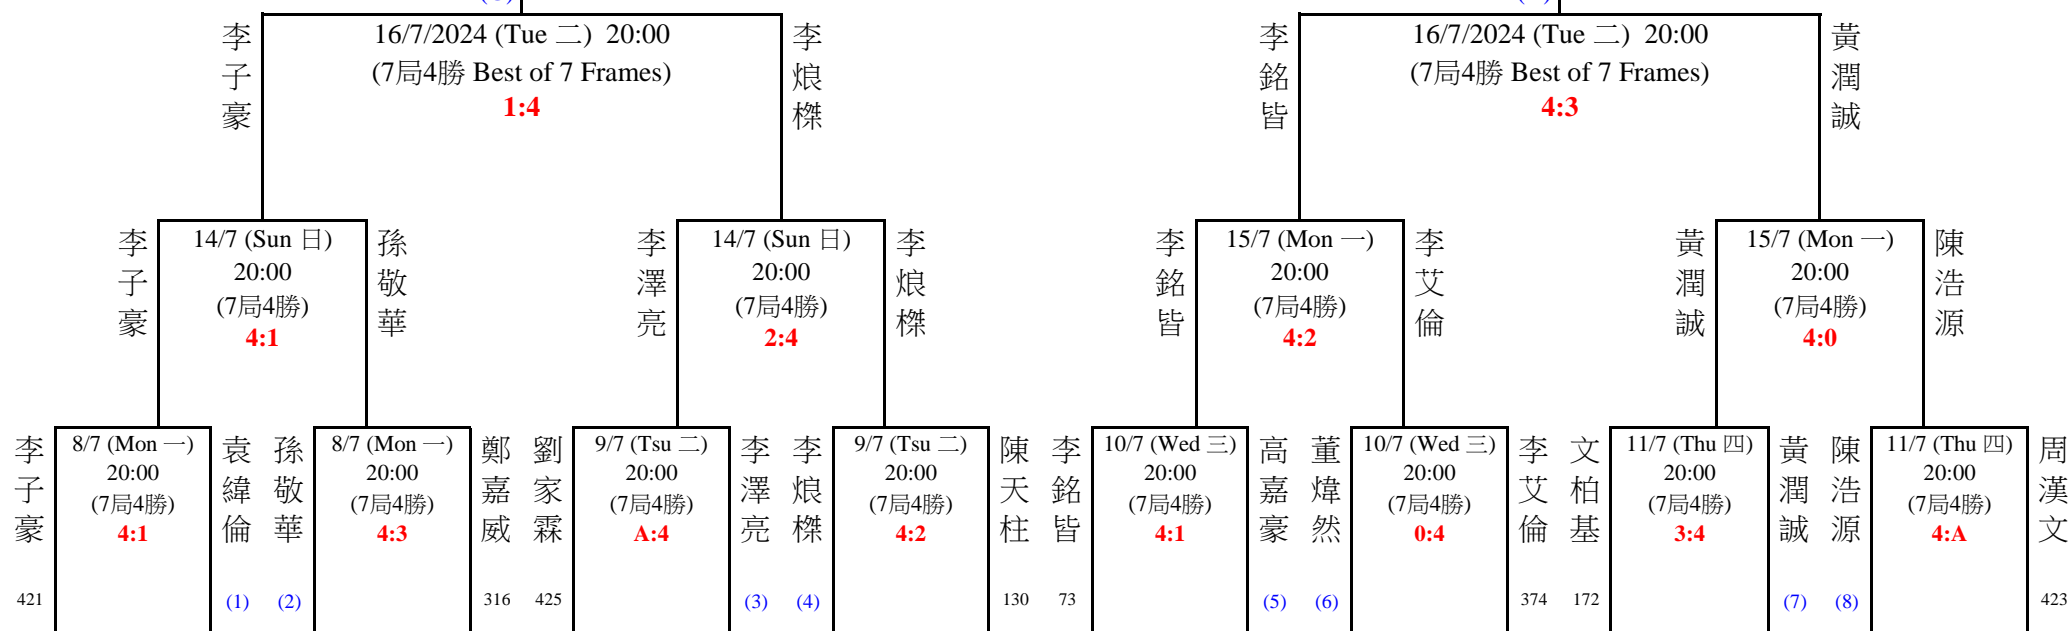 李子豪
16/7/2024 (Tue 二) 20:00
(7局4勝 Best of 7 Frames)
1:4
李烺榤
李銘皆
16/7/2024 (Tue 二) 20:00
(7局4勝 Best of 7 Frames)
4:3
黃潤誠
李子豪
14/7 (Sun 日)
20:00
(7局4勝)
4:1
孫敬華
李澤亮
14/7 (Sun 日)
20:00
(7局4勝)
2:4
李烺榤
李銘皆
15/7 (Mon 一)
20:00
(7局4勝)
4:2
李艾倫
黃潤誠
15/7 (Mon 一)
20:00
(7局4勝)
4:0
陳浩源
李子豪
8/7 (Mon 一)
20:00
(7局4勝)
4:1
袁緯倫
孫敬華
8/7 (Mon 一)
20:00
(7局4勝)
4:3
鄭嘉威
劉家霖
9/7 (Tsu 二)
20:00
(7局4勝)
A:4
李澤亮
李烺榤
9/7 (Tsu 二)
20:00
(7局4勝)
4:2
陳天柱
李銘皆
10/7 (Wed 三)
20:00
(7局4勝)
4:1
高嘉豪
董煒然
10/7 (Wed 三)
20:00
(7局4勝)
0:4
李艾倫
文柏基
11/7 (Thu 四)
20:00
(7局4勝)
3:4
黃潤誠
陳浩源
11/7 (Thu 四)
20:00
(7局4勝)
4:A
周漢文
421 (1) (2) 316 425 (3) (4) 130 73 (5) (6) 374 172 (7) (8) 423